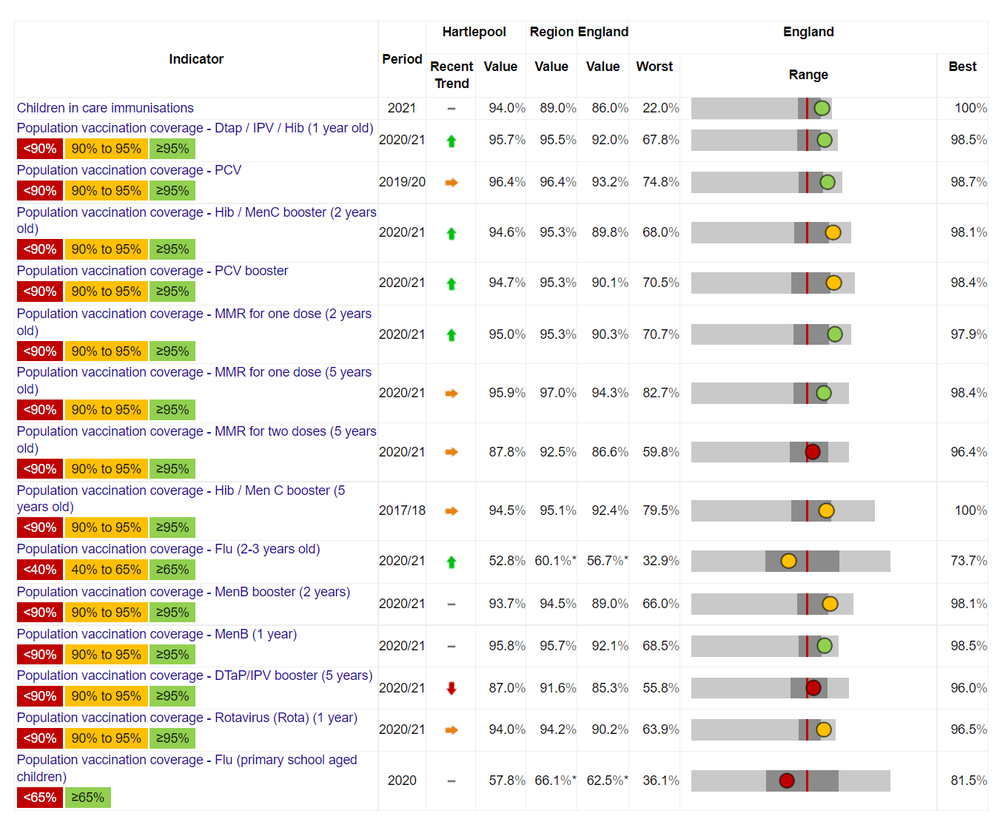 Hartlepool Region England England
Indicator Period Recent Trend Value Value Value Worst Range Best
Children in care immunisations 2021 – 94.0% 89.0% 86.0% 22.0% 100%
Population vaccination coverage - Dtap / IPV / Hib (1 year old)
<90% 90% to 95% ≥95% 2020/21 95.7% 95.5% 92.0% 67.8% 98.5%
Population vaccination coverage - PCV
<90% 90% to 95% ≥95% 2019/20 96.4% 96.4% 93.2% 74.8% 98.7%
Population vaccination coverage - Hib / MenC booster (2 years
old) 2020/21 94.6% 95.3% 89.8% 68.0% 98.1%
<90% 90% to 95% ≥95%
Population vaccination coverage - PCV booster
<90% 90% to 95% ≥95% 2020/21 94.7% 95.3% 90.1% 70.5% 98.4%
Population vaccination coverage - MMR for one dose (2 years
old) 2020/21 95.0% 95.3% 90.3% 70.7% 97.9%
<90% 90% to 95% ≥95%
Population vaccination coverage - MMR for one dose (5 years
old) 2020/21 95.9% 97.0% 94.3% 82.7% 98.4%
<90% 90% to 95% ≥95%
Population vaccination coverage - MMR for two doses (5 years
old) 2020/21 87.8% 92.5% 86.6% 59.8% 96.4%
<90% 90% to 95% ≥95%
Population vaccination coverage - Hib / Men C booster (5
years old) 2017/18 94.5% 95.1% 92.4% 79.5% 100%
<90% 90% to 95% ≥95%
Population vaccination coverage - Flu (2-3 years old)
<40% 40% to 65% ≥65% 2020/21 52.8% 60.1%* 56.7%* 32.9% 73.7%
Population vaccination coverage - MenB booster (2 years)
<90% 90% to 95% ≥95% 2020/21 – 93.7% 94.5% 89.0% 66.0% 98.1%
Population vaccination coverage - MenB (1 year)
<90% 90% to 95% ≥95% 2020/21 – 95.8% 95.7% 92.1% 68.5% 98.5%
Population vaccination coverage - DTaP/IPV booster (5 years)
<90% 90% to 95% ≥95% 2020/21 87.0% 91.6% 85.3% 55.8% 96.0%
Population vaccination coverage - Rotavirus (Rota) (1 year)
<90% 90% to 95% ≥95% 2020/21 94.0% 94.2% 90.2% 63.9% 96.5%
Population vaccination coverage - Flu (primary school aged
children) 2020 – 57.8% 66.1%* 62.5%* 36.1% 81.5%
<65% ≥65%